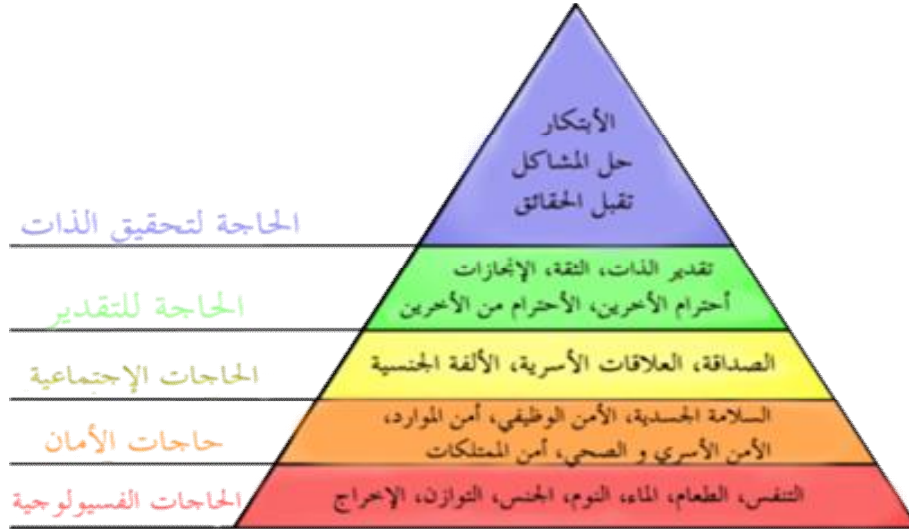 الأبتكار
حل المشاكل
تقبل الحقائق
الحاجة لتحقيق الذات
تقدير الذات، الثقة، الإنجازات
أحترام الأخرين، الأحترام من الأخرين
الحاجة للتقدير
الصداقة، العلاقات الأسرية، الألفة الجنسية
الحاجات الإجتماعية
السلامة الجسدية، الأمن الوظيفي، أمن الموارد،
الأمن الأسري و الصحي، أمن الممتلكات
حاجات الأمان
التنفس، الطعام، الماء، النوم، الجنس، التوازن، الإخراج
الحاجات الفسيولوجية